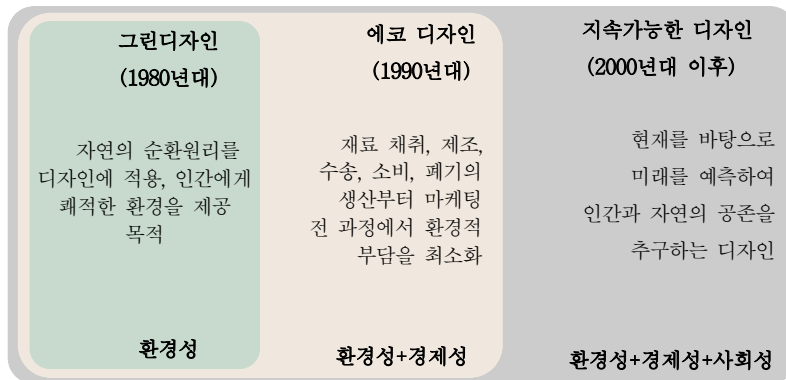 그린디자인
(1980년대)
자연의 순환원리를
디자인에 적용, 인간에게
쾌적한 환경을 제공
목적
환경성
에코 디자인
(1990년대)
재료 채취, 제조,
수송, 소비, 폐기의
생산부터 마케팅
전 과정에서 환경적
부담을 최소화
환경성+경제성
지속가능한 디자인
(2000년대 이후)
현재를 바탕으로
미래를 예측하여
인간과 자연의 공존을
추구하는 디자인
환경성+경제성+사회성